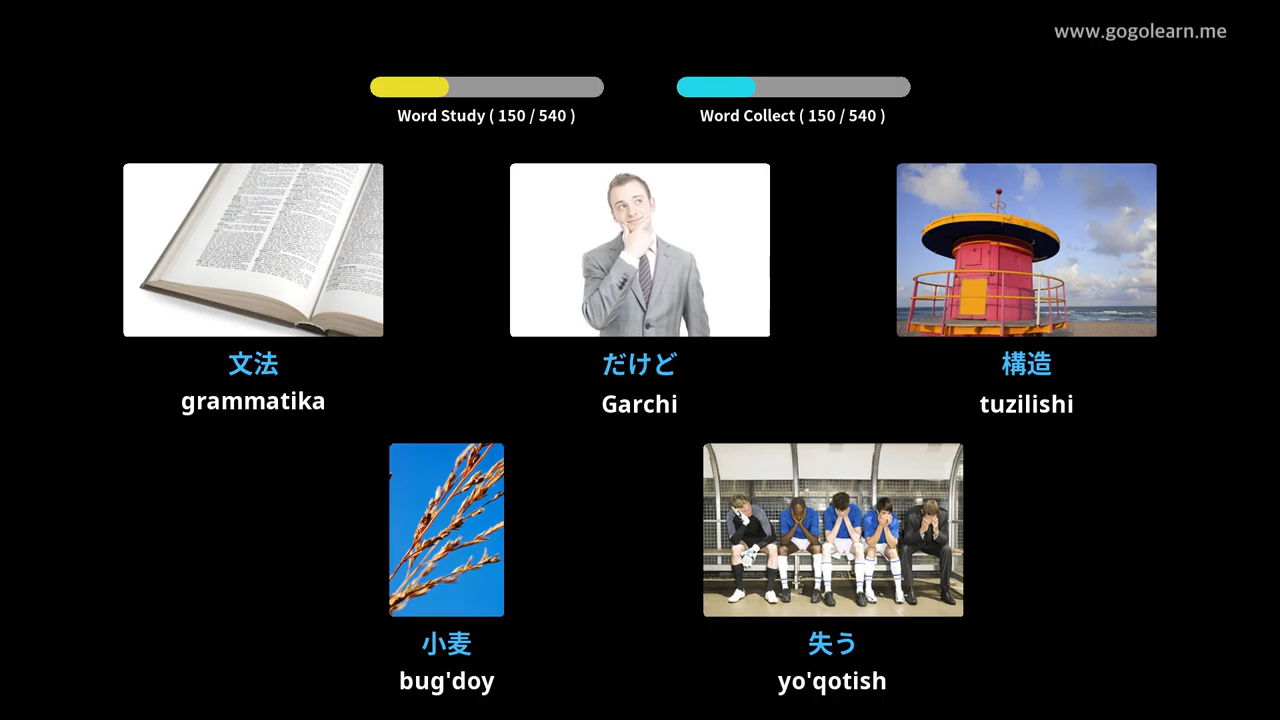 www.gogolearn.me
Word Study ( 150 / 540 )
Word Collect ( 150 / 540 )
文法
だけど
構造
grammatika
Garchi
tuzilishi
小麦
失う
bug'doy
yo'qotish